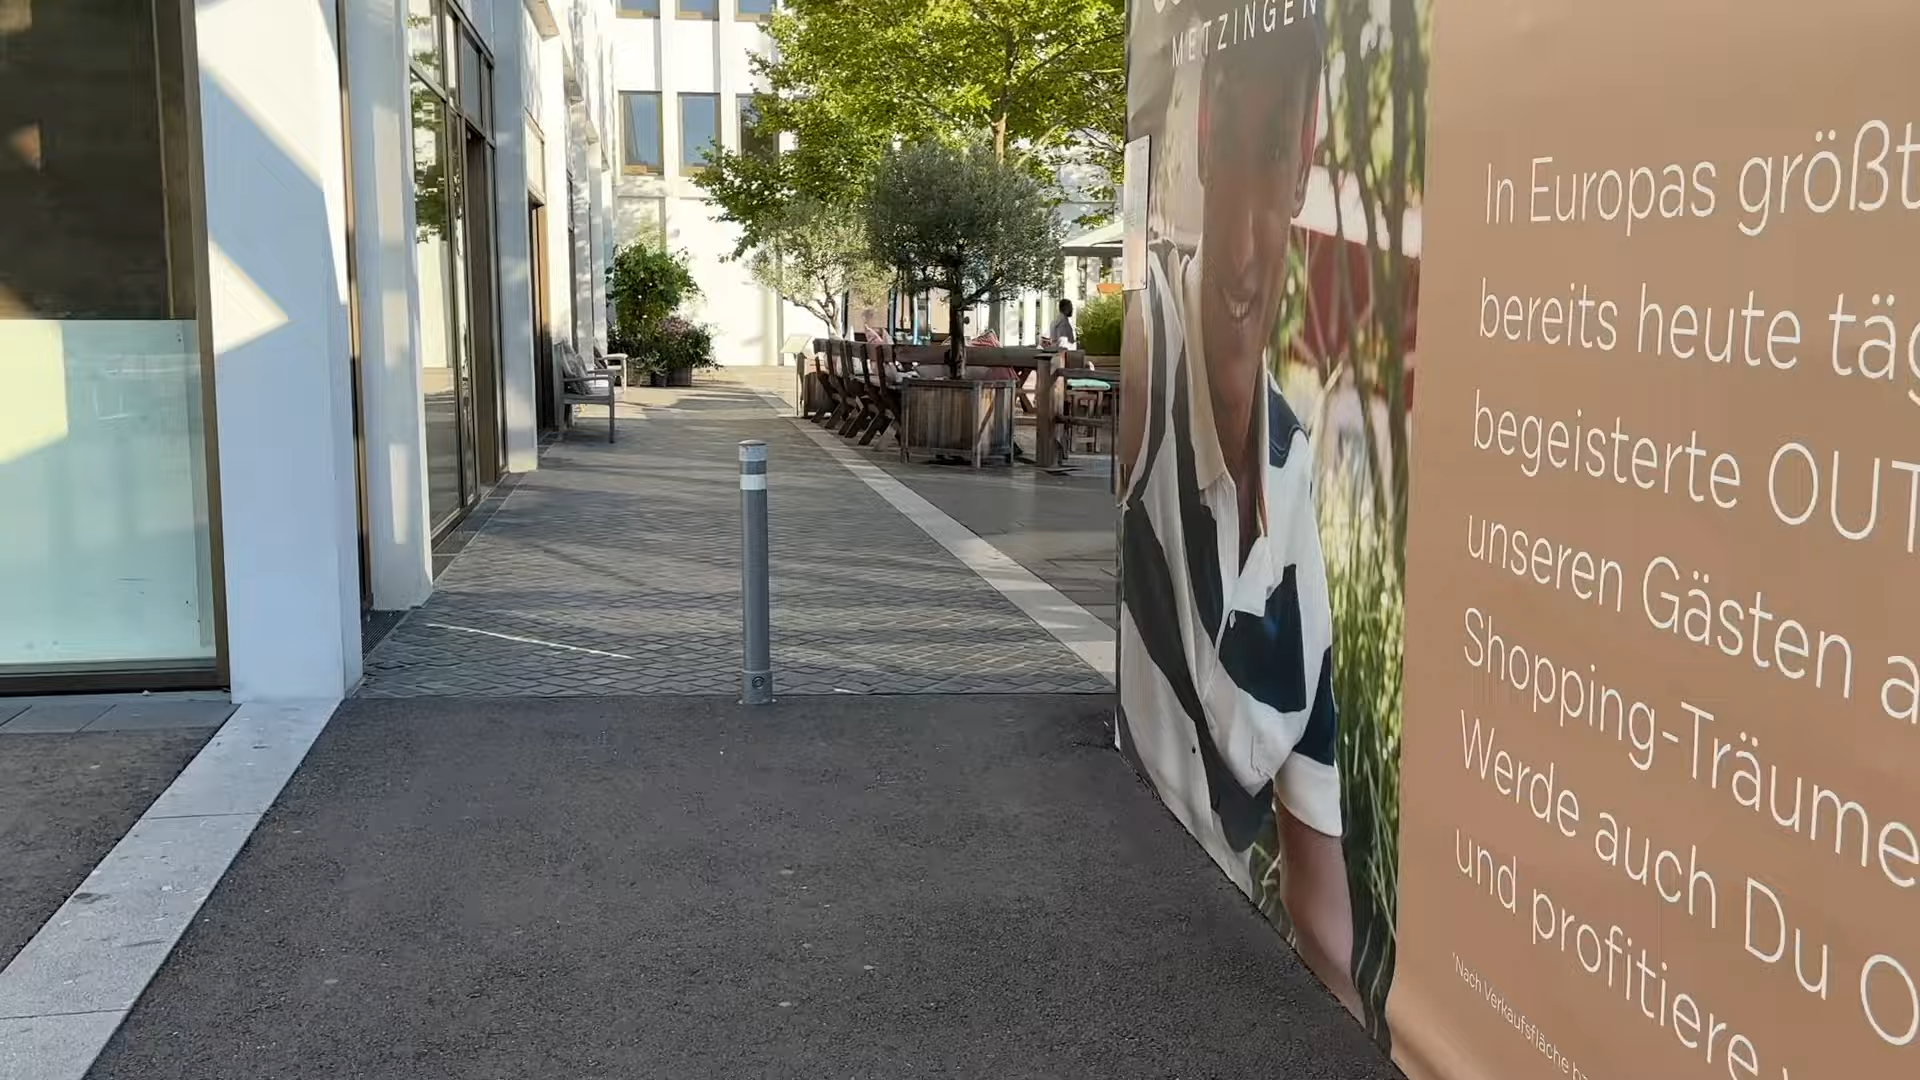 METZINGEN
In Europas größt
bereits heute täg
begeisterte OUT
unseren Gästen a
Shopping-Träume
Werde auch Du O
und profitiere
*Nach Verkaufsfläche